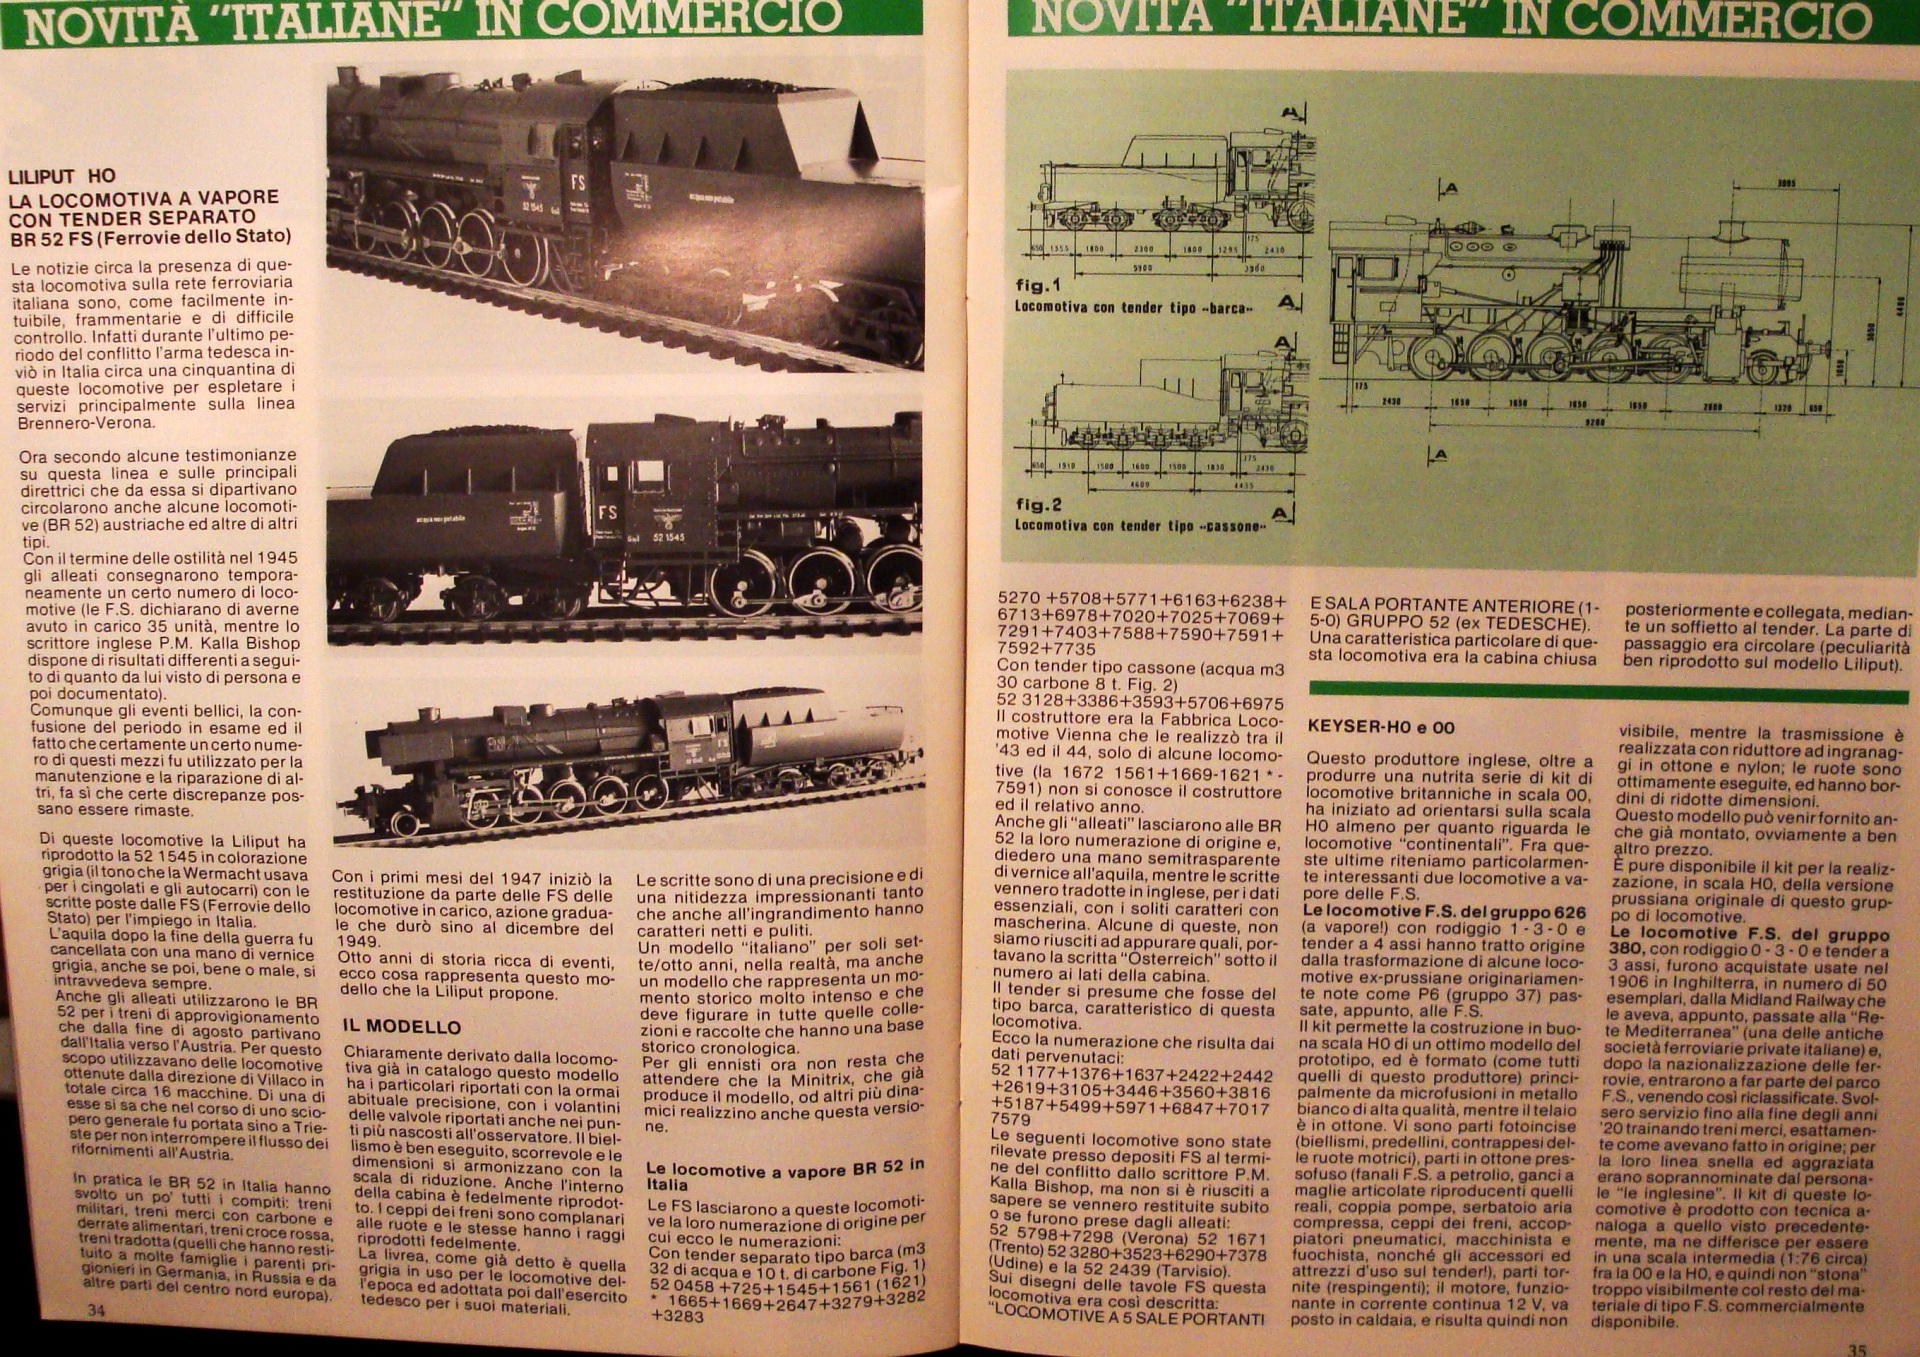 NOVITÀ "ITALIANE" IN COMMERCIO
LILIPUT HO
LA LOCOMOTIVA A VAPORE
CON TENDER SEPARATO
BR 52 FS (Ferrovie dello Stato)
Le notizie circa la presenza di que-
sta locomotiva sulla rete ferroviaria
italiana sono, come facilmente in-
tuibile, frammentarie e di difficile
controllo. Infatti durante l'ultimo pe-
riodo del conflitto l'arma tedesca in-
viò in Italia circa una cinquantina di
queste locomotive per espletare i
servizi principalmente sulla linea
Brennero-Verona.
Ora secondo alcune testimonianze
su questa linea e sulle principali
direttrici che da essa si dipartivano
circolarono anche alcune locomoti-
ve (BR 52) austriache ed altre di altri
tipi.
Con il termine delle ostilità nel 1945
gli alleati consegnarono tempora-
neamente un certo numero di loco-
motive (le F.S. dichiarano di averne
avuto in carico 35 unità, mentre lo
scrittore inglese P.M. Kalla Bishop
dispone di risultati differenti a segui-
to di quanto da lui visto di persona e
poi documentato).
Comunque gli eventi bellici, la con-
fusione del periodo in esame ed il
fatto che certamente un certo nume-
ro di questi mezzi fu utilizzato per la
manutenzione e la riparazione di al-
tri, fa sì che certe discrepanze pos-
sano essere rimaste.
Di queste locomotive la Liliput ha
riprodotto la 52 1545 in colorazione
grigia (il tono che la Wermacht usava
per i cingolati e gli autocarri) con le
scritte poste dalle FS (Ferrovie dello
Stato) per l'impiego in Italia.
L'aquila dopo la fine della guerra fu
cancellata con una mano di vernice
grigia, anche se poi, bene o male, si
intravvedeva sempre.
Anche gli alleati utilizzarono le BR
52 per i treni di approvigionamento
che dalla fine di agosto partivano
dall'Italia verso l'Austria. Per questo
scopo utilizzavano delle locomotive
ottenute dalla direzione di Villaco in
totale circa 16 macchine. Di una di
esse si sa che nel corso di uno scio-
pero generale fu portata sino a Trie-
ste per non interrompere il flusso dei
rifornimenti all'Austria.
In pratica le BR 52 in Italia hanno
svolto un po' tutti i compiti: treni
militari, treni merci con carbone e
derrate alimentari, treni croce rossa,
treni tradotta (quelli che hanno resti-
tuito a molte famiglie i parenti pri-
gionieri in Germania, in Russia e da
altre parti del centro nord europa).
34
FS
52 1545
acqua non potabile
acqua non potabile
FS
52 1545
Con i primi mesi del 1947 iniziò la
restituzione da parte delle FS delle
locomotive in carico, azione gradua-
le che durò sino al dicembre del
1949.
Otto anni di storia ricca di eventi,
ecco cosa rappresenta questo mo-
dello che la Liliput propone.
IL MODELLO
Chiaramente derivato dalla locomo-
tiva già in catalogo questo modello
ha i particolari riportati con la ormai
abituale precisione, con i volantini
delle valvole riportati anche nei pun-
ti più nascosti all'osservatore. Il biel-
lismo è ben eseguito, scorrevole e le
dimensioni si armonizzano con la
scala di riduzione. Anche l'interno
della cabina è fedelmente riprodot-
to. I ceppi dei freni sono complanari
alle ruote e le stesse hanno i raggi
riprodotti fedelmente.
La livrea, come già detto è quella
grigia in uso per le locomotive del-
l'epoca ed adottata poi dall'esercito
tedesco per i suoi materiali.
Le scritte sono di una precisione e di
una nitidezza impressionanti tanto
che anche all'ingrandimento hanno
caratteri netti e puliti.
Un modello "italiano" per soli set-
te/otto anni, nella realtà, ma anche
un modello che rappresenta un mo-
mento storico molto intenso e che
deve figurare in tutte quelle colle-
zioni e raccolte che hanno una base
storico cronologica.
Per gli ennisti ora non resta che
attendere che la Minitrix, che già
produce il modello, od altri più dina-
mici realizzino anche questa versio-
ne.
Le locomotive a vapore BR 52 in
Italia
Le FS lasciarono a queste locomoti-
ve la loro numerazione di origine per
cui ecco le numerazioni:
Con tender separato tipo barca (m3
32 di acqua e 10 t. di carbone Fig. 1)
52 0458 +725+1545+1561 (1621)
* 1665+1669+2647+3279+3282
+3283
NOVITÀ "ITALIANE" IN COMMERCIO
A
650 1355 1800 2300 1800 1295 175 2430
5900 3980
fig.1
Locomotiva con tender tipo «barca»
A
A
650 1910 1500 1600 1500 1830 175 2430
4600 4435
fig.2
Locomotiva con tender tipo «cassone»
A
A
3085
4400
3050
1050
175
2430 1650 1650 1650 1650 2600 1320 650
9200
A
5270 +5708+5771+6163+6238+
6713+6978+7020+7025+7069+
7291+7403+7588+7590+7591+
7592+7735
Con tender tipo cassone (acqua m3
30 carbone 8 t. Fig. 2)
52 3128+3386+3593+5706+6975
Il costruttore era la Fabbrica Loco-
motive Vienna che le realizzò tra il
'43 ed il 44, solo di alcune locomo-
tive (la 1672 1561+1669-1621 * -
7591) non si conosce il costruttore
ed il relativo anno.
Anche gli "alleati" lasciarono alle BR
52 la loro numerazione di origine e,
diedero una mano semitrasparente
di vernice all'aquila, mentre le scritte
vennero tradotte in inglese, per i dati
essenziali, con i soliti caratteri con
mascherina. Alcune di queste, non
siamo riusciti ad appurare quali, por-
tavano la scritta "Osterreich" sotto il
numero ai lati della cabina.
Il tender si presume che fosse del
tipo barca, caratteristico di questa
locomotiva.
Ecco la numerazione che risulta dai
dati pervenutaci:
52 1177+1376+1637+2422+2442
+2619+3105+3446+3560+3816
+5187+5499+5971+6847+7017
7579
Le seguenti locomotive sono state
rilevate presso depositi FS al termi-
ne del conflitto dallo scrittore P.M.
Kalla Bishop, ma non si è riusciti a
sapere se vennero restituite subito
o se furono prese dagli alleati:
52 5798+7298 (Verona) 52 1671
(Trento) 52 3280+3523+6290+7378
(Udine) e la 52 2439 (Tarvisio).
Sui disegni delle tavole FS questa
locomotiva era così descritta:
"LOCOMOTIVE A 5 SALE PORTANTI
E SALA PORTANTE ANTERIORE (1-
5-0) GRUPPO 52 (ex TEDESCHE).
Una caratteristica particolare di que-
sta locomotiva era la cabina chiusa
posteriormente e collegata, median-
te un soffietto al tender. La parte di
passaggio era circolare (peculiarità
ben riprodotto sul modello Liliput).
KEYSER-H0 e 00
Questo produttore inglese, oltre a
produrre una nutrita serie di kit di
locomotive britanniche in scala 00,
ha iniziato ad orientarsi sulla scala
H0 almeno per quanto riguarda le
locomotive "continentali". Fra que-
ste ultime riteniamo particolarmen-
te interessanti due locomotive a va-
pore delle F.S.
Le locomotive F.S. del gruppo 626
(a vapore!) con rodiggio 1 - 3 - 0 e
tender a 4 assi hanno tratto origine
dalla trasformazione di alcune loco-
motive ex-prussiane originariamen-
te note come P6 (gruppo 37) pas-
sate, appunto, alle F.S.
Il kit permette la costruzione in buo-
na scala H0 di un ottimo modello del
prototipo, ed è formato (come tutti
quelli di questo produttore) princi-
palmente da microfusioni in metallo
bianco di alta qualità, mentre il telaio
è in ottone. Vi sono parti fotoincise
(biellismi, predellini, contrappesi del-
le ruote motrici), parti in ottone pres-
sofuso (fanali F.S. a petrolio, ganci a
maglie articolate riproducenti quelli
reali, coppia pompe, serbatoio aria
compressa, ceppi dei freni, accop-
piatori pneumatici, macchinista e
fuochista, nonché gli accessori ed
attrezzi d'uso sul tender!), parti tor-
nite (respingenti); il motore, funzio-
nante in corrente continua 12 V, va
posto in caldaia, e risulta quindi non
visibile, mentre la trasmissione è
realizzata con riduttore ad ingranag-
gi in ottone e nylon; le ruote sono
ottimamente eseguite, ed hanno bor-
dini di ridotte dimensioni.
Questo modello può venir fornito an-
che già montato, ovviamente a ben
altro prezzo.
È pure disponibile il kit per la realiz-
zazione, in scala H0, della versione
prussiana originale di questo grup-
po di locomotive.
Le locomotive F.S. del gruppo
380, con rodiggio 0 - 3 - 0 e tender a
3 assi, furono acquistate usate nel
1906 in Inghilterra, in numero di 50
esemplari, dalla Midland Railway che
le aveva, appunto, passate alla "Re-
te Mediterranea" (una delle antiche
società ferroviarie private italiane) e,
dopo la nazionalizzazione delle fer-
rovie, entrarono a far parte del parco
F.S., venendo così riclassificate. Svol-
sero servizio fino alla fine degli anni
'20 trainando treni merci, esattamen-
te come avevano fatto in origine; per
la loro linea snella ed aggraziata
erano soprannominate dal persona-
le "le inglesine". Il kit di queste lo-
comotive è prodotto con tecnica a-
naloga a quello visto precedente-
mente, ma ne differisce per essere
in una scala intermedia (1:76 circa)
fra la 00 e la H0, e quindi non "stona"
troppo visibilmente col resto del ma-
teriale di tipo F.S. commercialmente
disponibile.
35